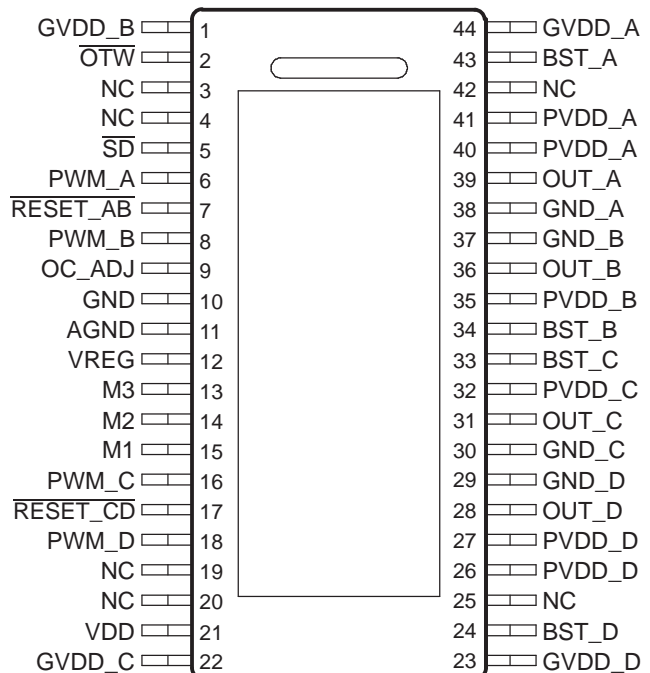 GVDD_B 1 44 GVDD_A
OTW 2 43 BST_A
NC 3 42 NC
NC 4 41 PVDD_A
SD 5 40 PVDD_A
PWM_A 6 39 OUT_A
RESET_AB 7 38 GND_A
PWM_B 8 37 GND_B
OC_ADJ 9 36 OUT_B
GND 10 35 PVDD_B
AGND 11 34 BST_B
VREG 12 33 BST_C
M3 13 32 PVDD_C
M2 14 31 OUT_C
M1 15 30 GND_C
PWM_C 16 29 GND_D
RESET_CD 17 28 OUT_D
PWM_D 18 27 PVDD_D
NC 19 26 PVDD_D
NC 20 25 NC
VDD 21 24 BST_D
GVDD_C 22 23 GVDD_D